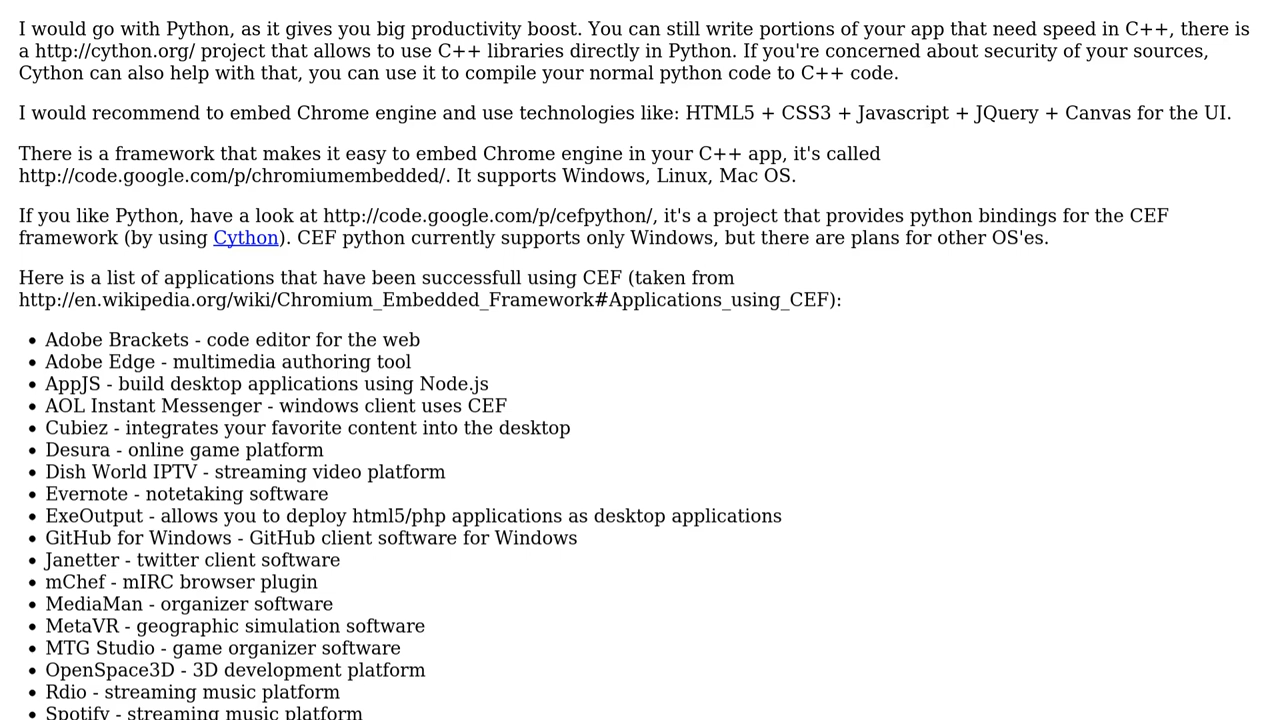 I would go with Python, as it gives you big productivity boost. You can still write portions of your app that need speed in C++, there is
a http://cython.org/ project that allows to use C++ libraries directly in Python. If you're concerned about security of your sources,
Cython can also help with that, you can use it to compile your normal python code to C++ code.
I would recommend to embed Chrome engine and use technologies like: HTML5 + CSS3 + Javascript + JQuery + Canvas for the UI.
There is a framework that makes it easy to embed Chrome engine in your C++ app, it's called
http://code.google.com/p/chromiumembedded/. It supports Windows, Linux, Mac OS.
If you like Python, have a look at http://code.google.com/p/cefpython/, it's a project that provides python bindings for the CEF
framework (by using Cython). CEF python currently supports only Windows, but there are plans for other OS'es.
Here is a list of applications that have been successfull using CEF (taken from
http://en.wikipedia.org/wiki/Chromium_Embedded_Framework#Applications_using_CEF):
• Adobe Brackets - code editor for the web
• Adobe Edge - multimedia authoring tool
• AppJS - build desktop applications using Node.js
• AOL Instant Messenger - windows client uses CEF
• Cubiez - integrates your favorite content into the desktop
• Desura - online game platform
• Dish World IPTV - streaming video platform
• Evernote - notetaking software
• ExeOutput - allows you to deploy html5/php applications as desktop applications
• GitHub for Windows - GitHub client software for Windows
• Janetter - twitter client software
• mChef - mIRC browser plugin
• MediaMan - organizer software
• MetaVR - geographic simulation software
• MTG Studio - game organizer software
• OpenSpace3D - 3D development platform
• Rdio - streaming music platform
• Spotify - streaming music platform